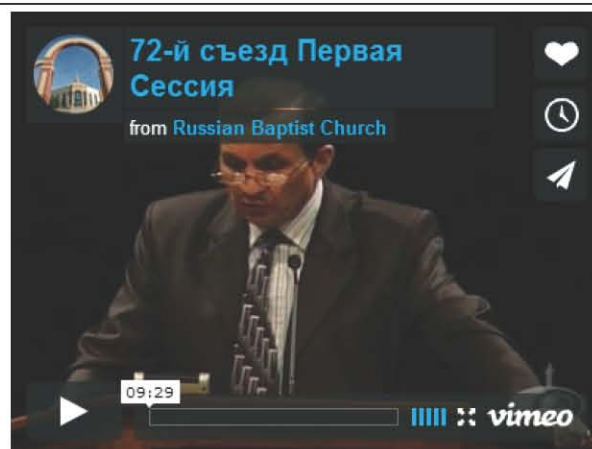 72-й съезд Первая
Сессия
from Russian Baptist Church
09:29
vimeo